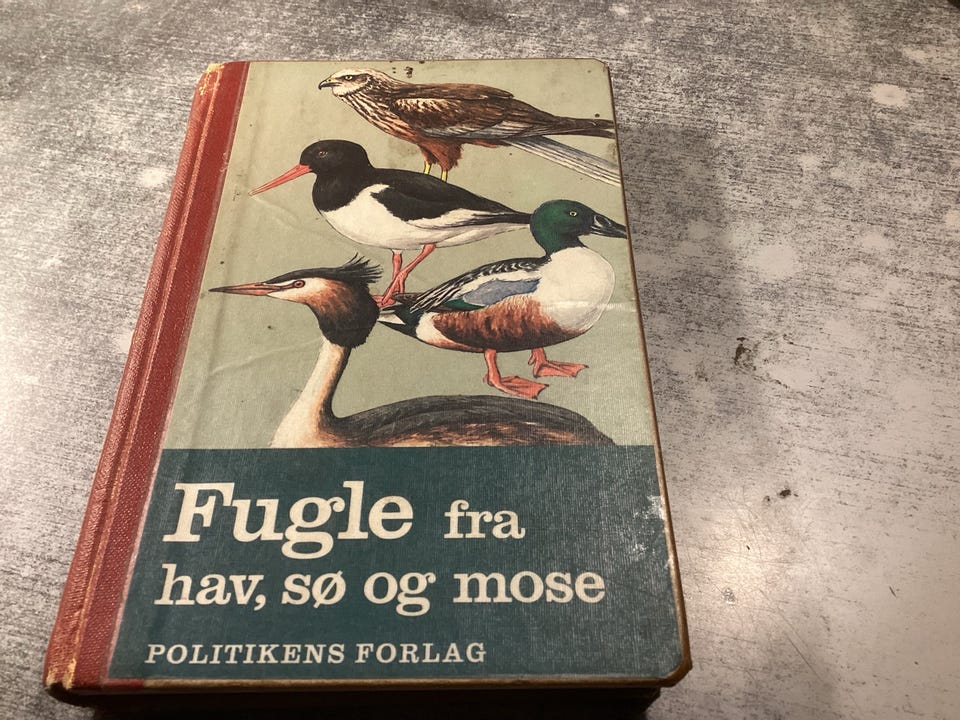 Fugle fra
hav, sø og mose
POLITIKENS FORLAG